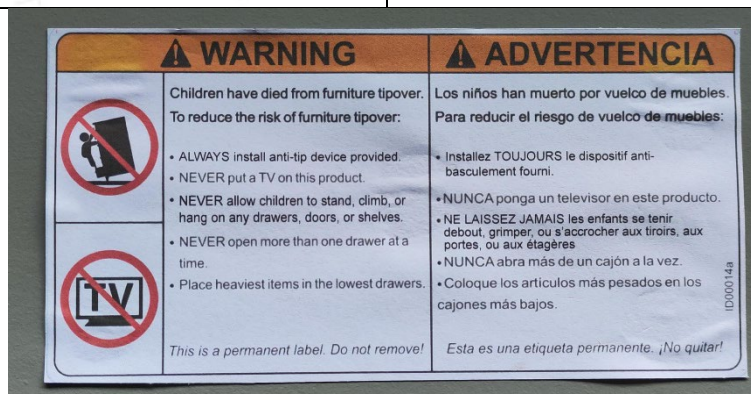 WARNING
Children have died from furniture tipover.
To reduce the risk of furniture tipover:
• ALWAYS install anti-tip device provided.
• NEVER put a TV on this product.
• NEVER allow children to stand, climb, or
hang on any drawers, doors, or shelves.
• NEVER open more than one drawer at a
time.
• Place heaviest items in the lowest drawers.
This is a permanent label. Do not remove!
ADVERTENCIA
Los niños han muerto por vuelco de muebles.
Para reducir el riesgo de vuelco de muebles:
• Installez TOUJOURS le dispositif anti-
basculement fourni.
• NUNCA ponga un televisor en este producto.
• NE LAISSEZ JAMAIS les enfants se tenir
debout, grimper, ou s'accrocher aux tiroirs, aux
portes, ou aux étagères
• NUNCA abra más de un cajón a la vez.
• Coloque los articulos más pesados en los
cajones más bajos.
Esta es una etiqueta permanente. ¡No quitar!
ID00014a
TV